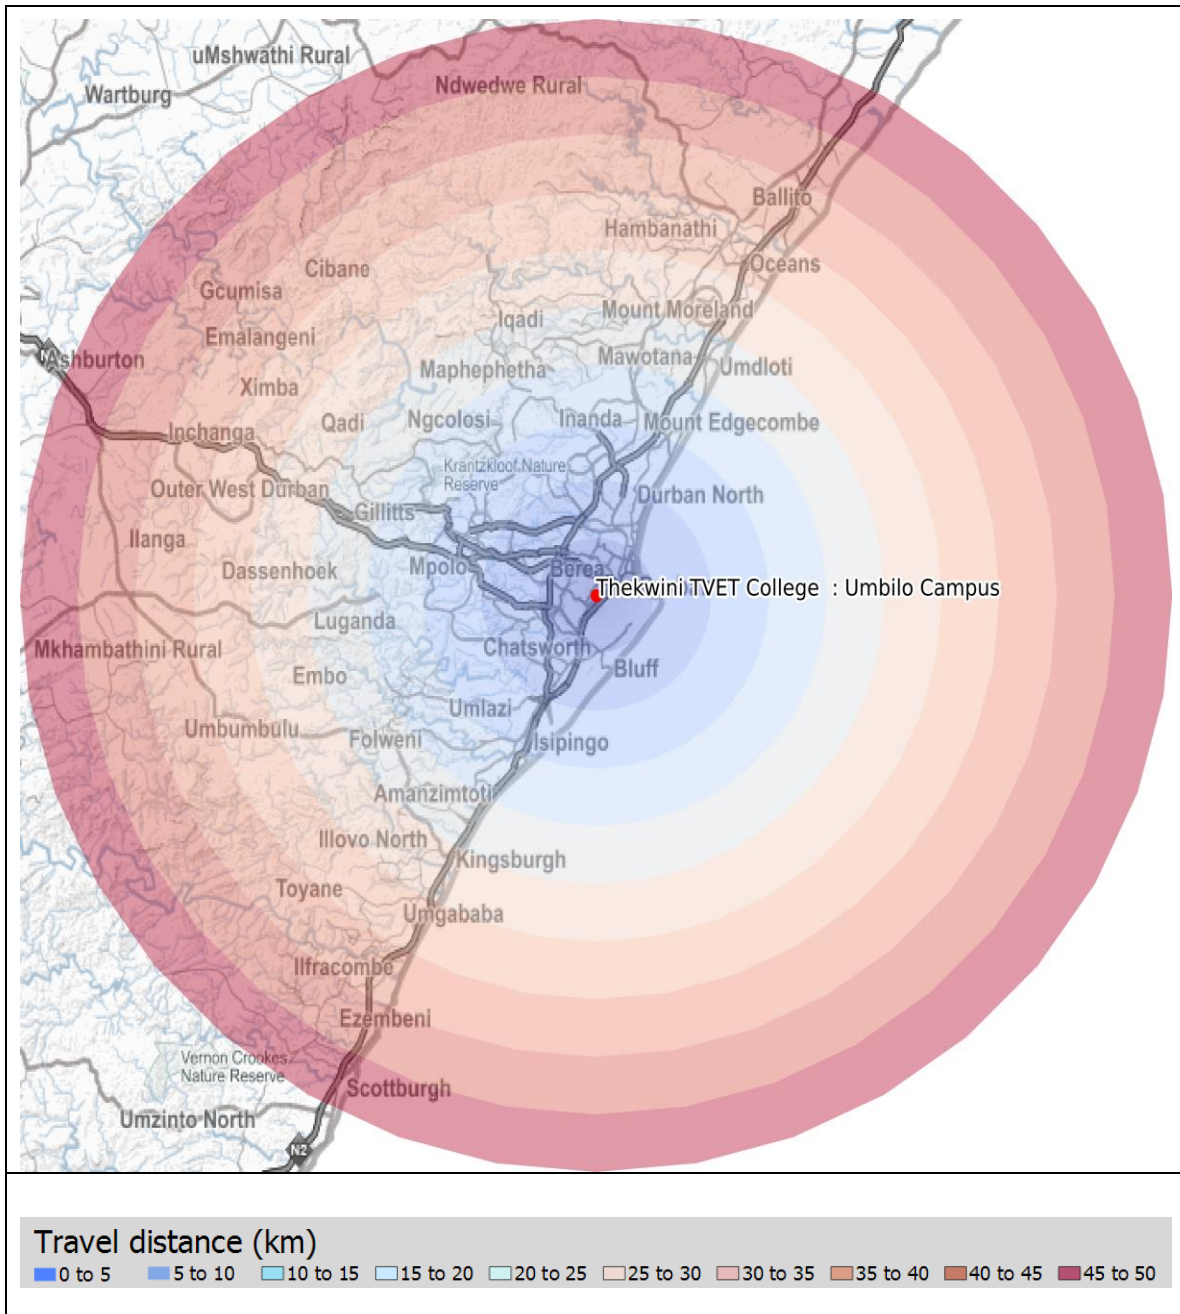 uMshwathi Rural
Wartburg
Ndwedwe Rural
Ballito
Hambanathi
Oceans
Cibane
Gcumisa
Iqadi
Mount Moreland
Emalangeni
Ashburton
Mawotana
Umdloti
Maphephetha
Ximba
Qadi
Ngcolosi
Inanda
Mount Edgecombe
Inchanga
Krantzkloof Nature
Reserve
Outer West Durban
Durban North
Gillitts
Ilanga
Dassenhoek
Mpolo
Berea
Thekwini TVET College : Umbilo Campus
Luganda
Mkhambathini Rural
Chatsworth
Bluff
Embo
Umlazi
Umbumbulu
Folweni
Isipingo
Amanzimtoti
Illovo North
Kingsburgh
Toyane
Umgababa
Ilfracombe
Ezembeni
Vernon Crookes
Nature Reserve
Scottburgh
Umzinto North
N2
Travel distance (km)
0 to 5 5 to 10 10 to 15 15 to 20 20 to 25 25 to 30 30 to 35 35 to 40 40 to 45 45 to 50